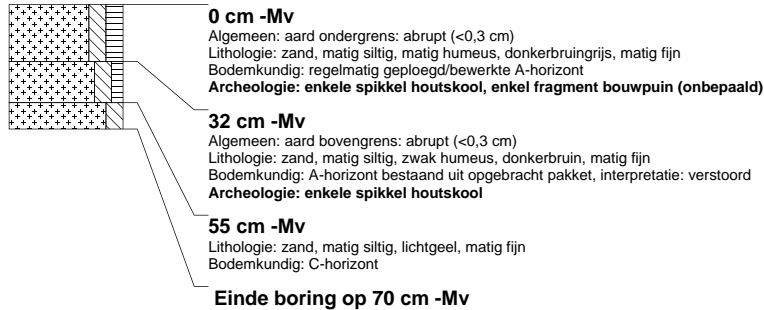 0 cm -Mv
Algemeen: aard ondergrens: abrupt (<0,3 cm)
Lithologie: zand, matig siltig, matig humeus, donkerbruingrijs, matig fijn
Bodemkundig: regelmatig geploegd/bewerkte A-horizont
Archeologie: enkele spikkel houtskool, enkel fragment bouwpuin (onbepaald)
32 cm -Mv
Algemeen: aard bovengrens: abrupt (<0,3 cm)
Lithologie: zand, matig siltig, zwak humeus, donkerbruin, matig fijn
Bodemkundig: A-horizont bestaand uit opgebracht pakket, interpretatie: verstoord
Archeologie: enkele spikkel houtskool
55 cm -Mv
Lithologie: zand, matig siltig, lichtgeel, matig fijn
Bodemkundig: C-horizont
Einde boring op 70 cm -Mv